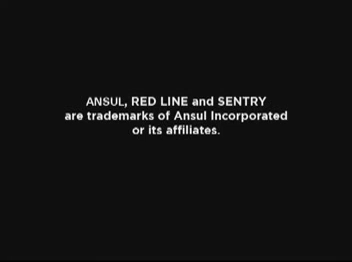 ANSUL, RED LINE and SENTRY
are trademarks of Ansul Incorporated
or its affiliates.